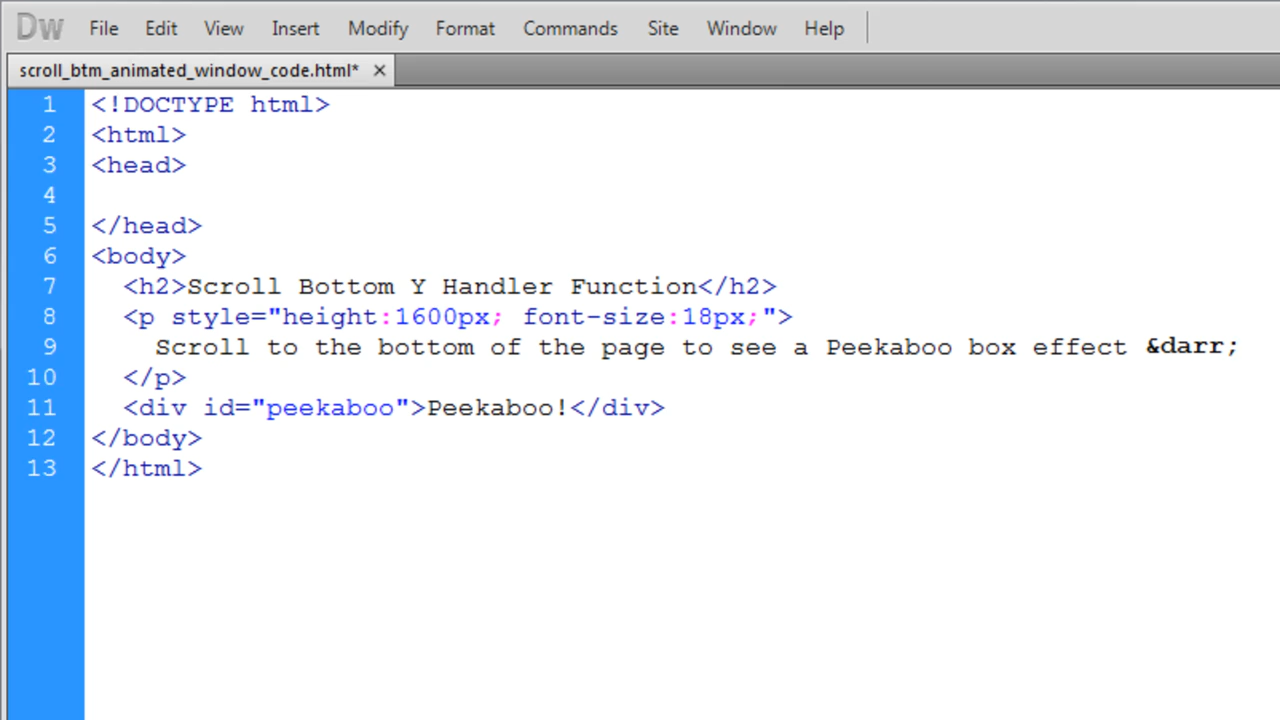 Dw File Edit View Insert Modify Format Commands Site Window Help
scroll_btm_animated_window_code.html* ×
1 <!DOCTYPE html>
2 <html>
3 <head>
4
5 </head>
6 <body>
7 <h2>Scroll Bottom Y Handler Function</h2>
8 <p style="height:1600px; font-size:18px;">
9 Scroll to the bottom of the page to see a Peekaboo box effect &darr;
10 </p>
11 <div id="peekaboo">Peekaboo!</div>
12 </body>
13 </html>